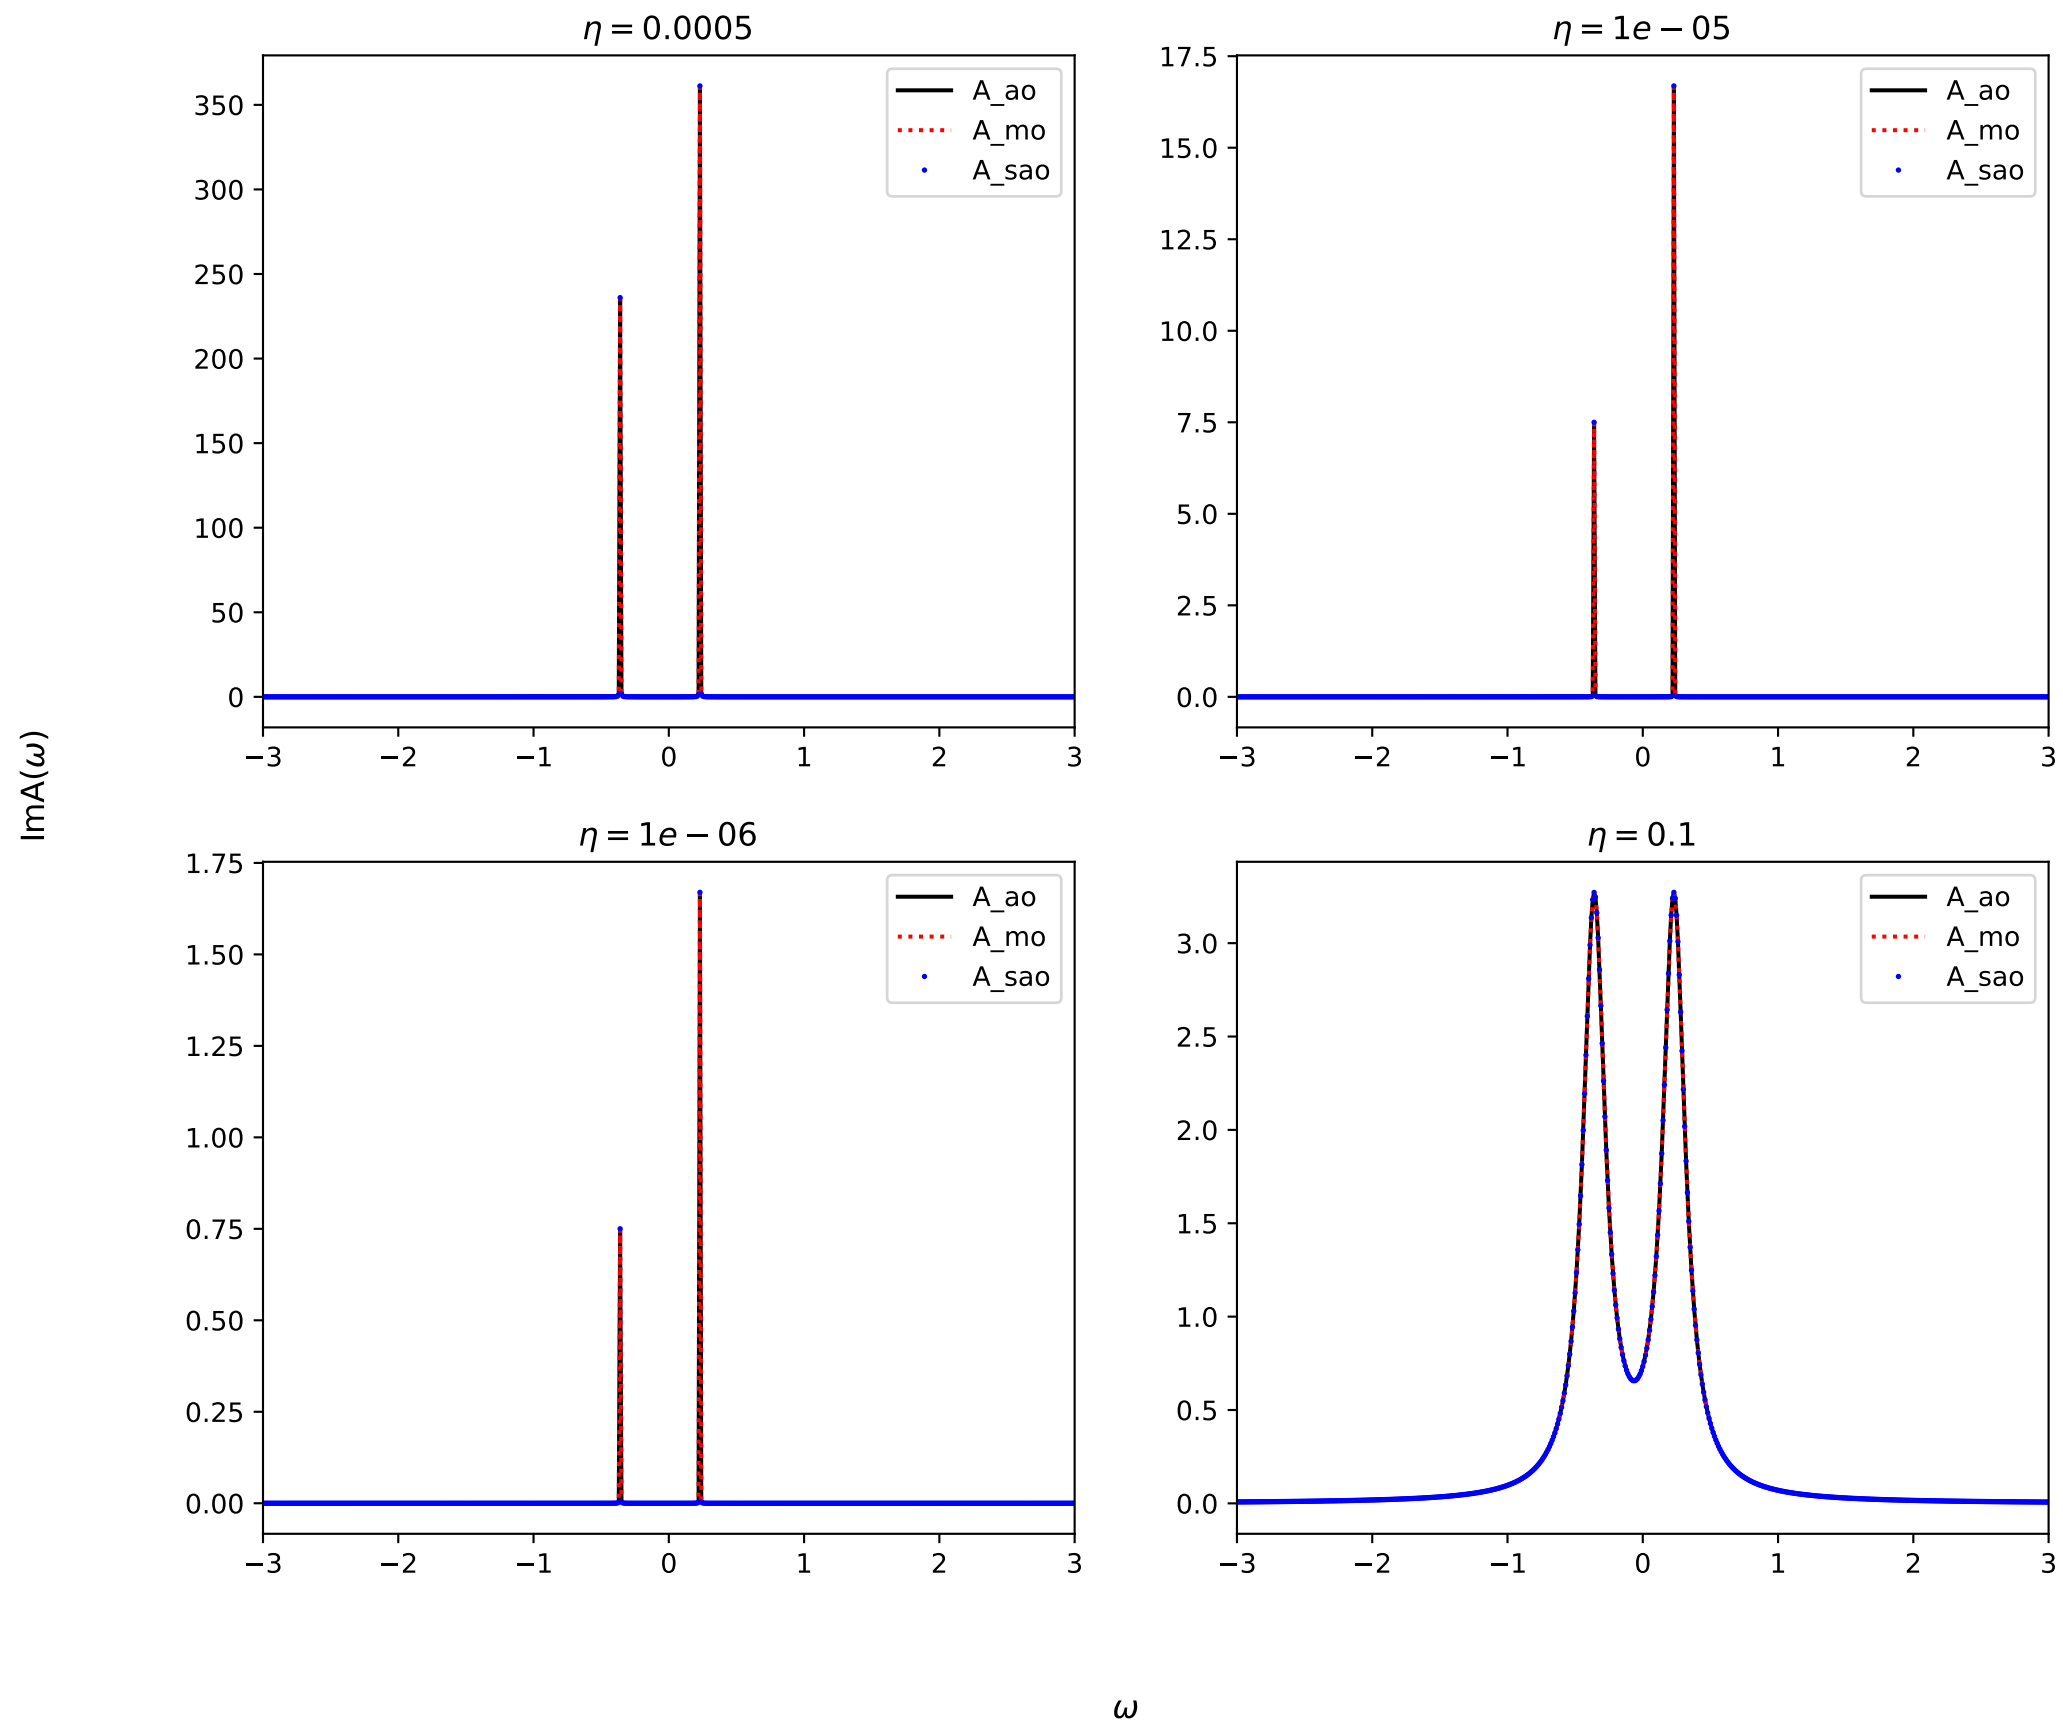 η = 0.0005
350
300
250
200
150
100
50
0
−3 −2 −1 0 1 2 3
A_ao
A_mo
A_sao
η = 1e − 05
17.5
15.0
12.5
10.0
7.5
5.0
2.5
0.0
−3 −2 −1 0 1 2 3
A_ao
A_mo
A_sao
ImA(ω)
η = 1e − 06
1.75
1.50
1.25
1.00
0.75
0.50
0.25
0.00
−3 −2 −1 0 1 2 3
A_ao
A_mo
A_sao
η = 0.1
3.0
2.5
2.0
1.5
1.0
0.5
0.0
−3 −2 −1 0 1 2 3
A_ao
A_mo
A_sao
ω